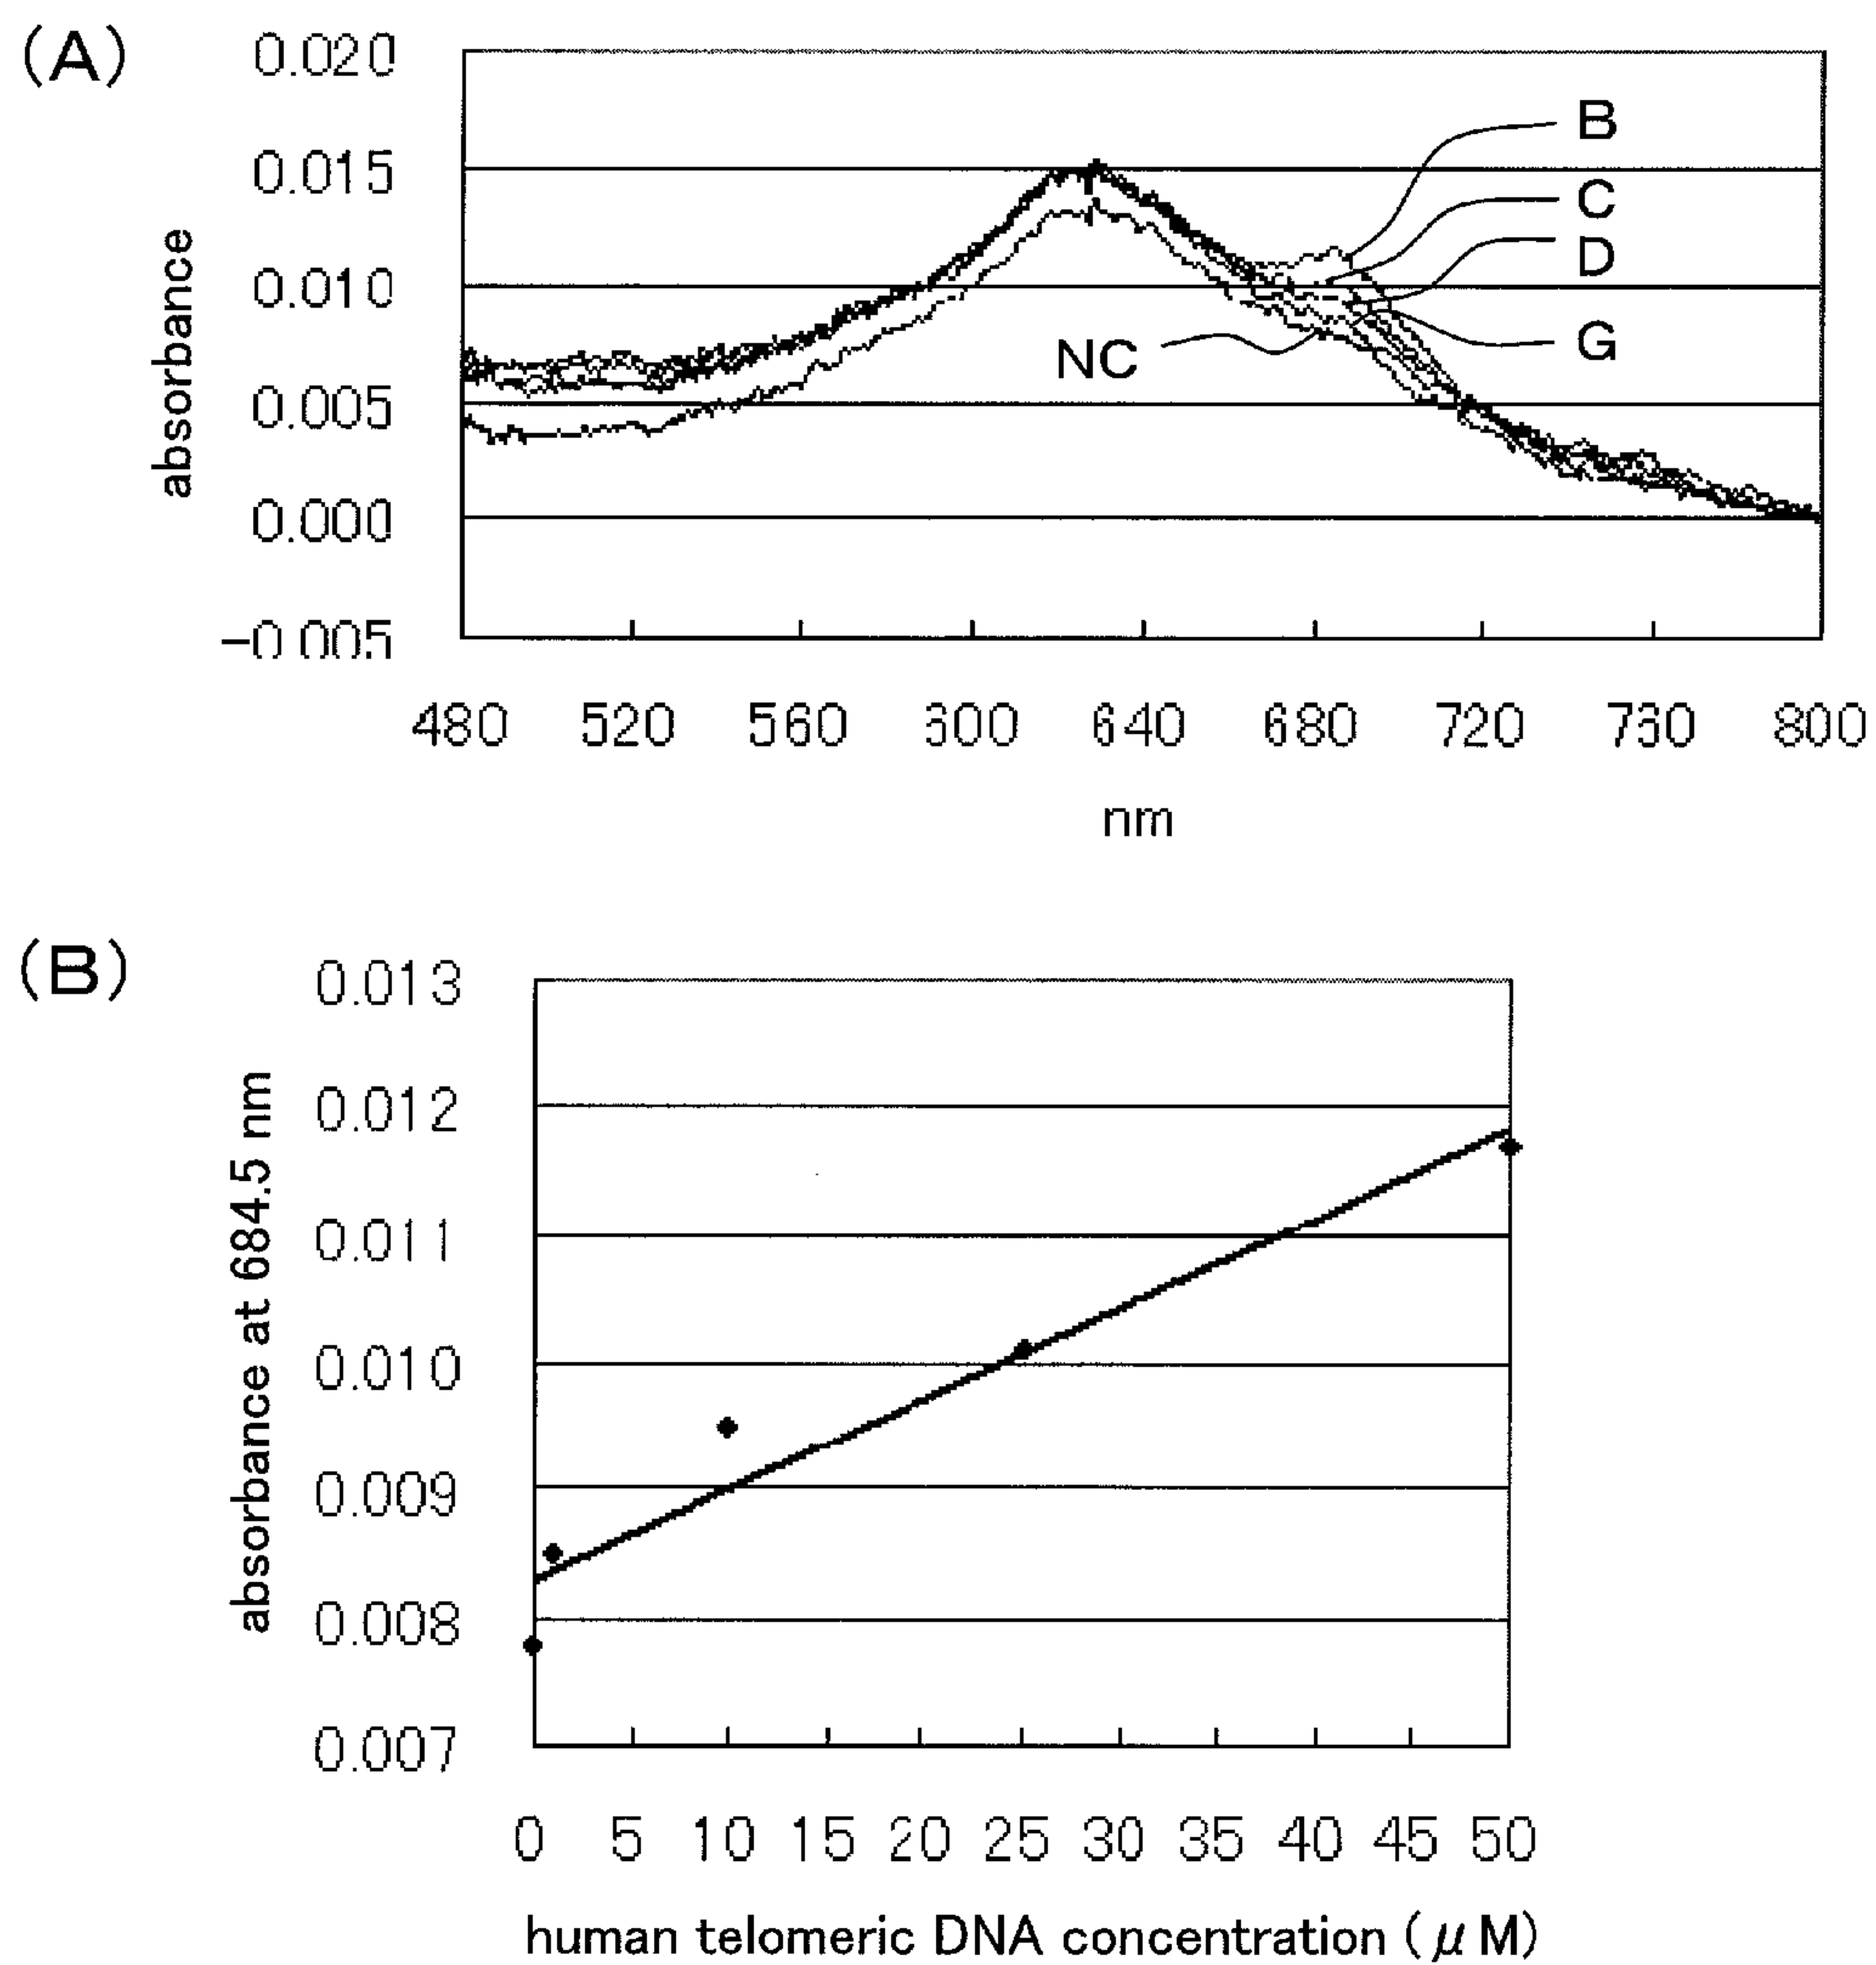 (A)
0.020
0.015
0.010
0.005
0.000
-0.005
absorbance
B
C
D
G
NC
480 520 560 600 640 680 720 760 800
nm
(B)
0.013
0.012
0.011
0.010
0.009
0.008
0.007
absorbance at 684.5 nm
0 5 10 15 20 25 30 35 40 45 50
human telomeric DNA concentration (μM)